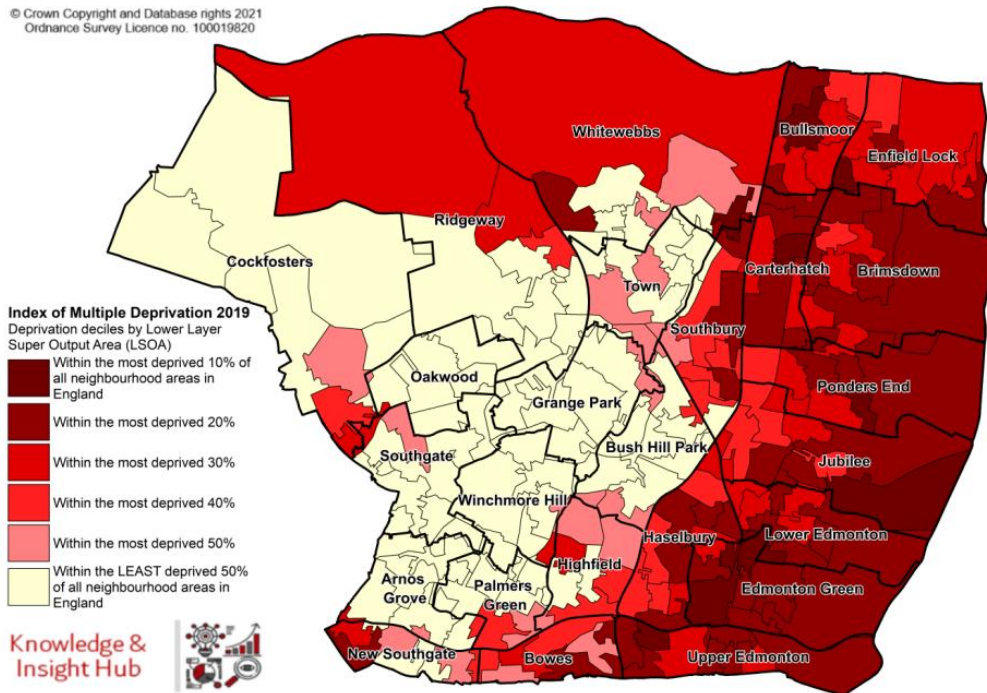 © Crown Copyright and Database rights 2021
Ordnance Survey Licence no. 100019820
Whitewebbs
Bullsmoor
Enfield Lock
Ridgeway
Cockfosters
Town
Carterhatch
Brimsdown
Southbury
Oakwood
Grange Park
Ponders End
Southgate
Bush Hill Park
Jubilee
Winchmore Hill
Haselbury
Lower Edmonton
Highfield
Arnos
Grove
Palmers
Green
Edmonton Green
New Southgate
Bowes
Upper Edmonton
Index of Multiple Deprivation 2019
Deprivation deciles by Lower Layer
Super Output Area (LSOA)
Within the most deprived 10% of
all neighbourhood areas in
England
Within the most deprived 20%
Within the most deprived 30%
Within the most deprived 40%
Within the most deprived 50%
Within the LEAST deprived 50%
of all neighbourhood areas in
England
Knowledge &
Insight Hub